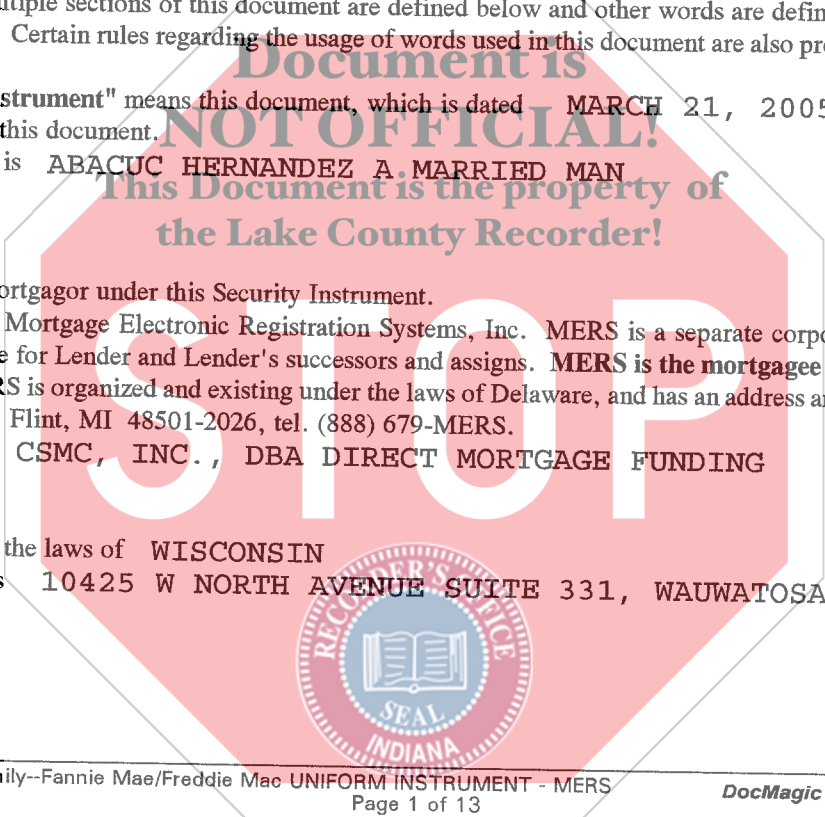 tiple sections of this document are defined below and other words are defin
Certain rules regarding the usage of words used in this document are also pr
Document is
strument" means this document, which is dated MARCH 21, 2005
this document.
NOT OFFICIAL!
is ABACUC HERNANDEZ A MARRIED MAN
This Document is the property of
the Lake County Recorder!
ortgagor under this Security Instrument.
Mortgage Electronic Registration Systems, Inc. MERS is a separate corpo
e for Lender and Lender's successors and assigns. MERS is the mortgagee
RS is organized and existing under the laws of Delaware, and has an address a
Flint, MI 48501-2026, tel. (888) 679-MERS.
STOP
CSMC, INC., DBA DIRECT MORTGAGE FUNDING
the laws of WISCONSIN
s 10425 W NORTH AVENUE SUITE 331, WAUWATOSA
RECORDER'S OFFICE
SEAL
INDIANA
ily--Fannie Mae/Freddie Mac UNIFORM INSTRUMENT - MERS
Page 1 of 13
DocMagic